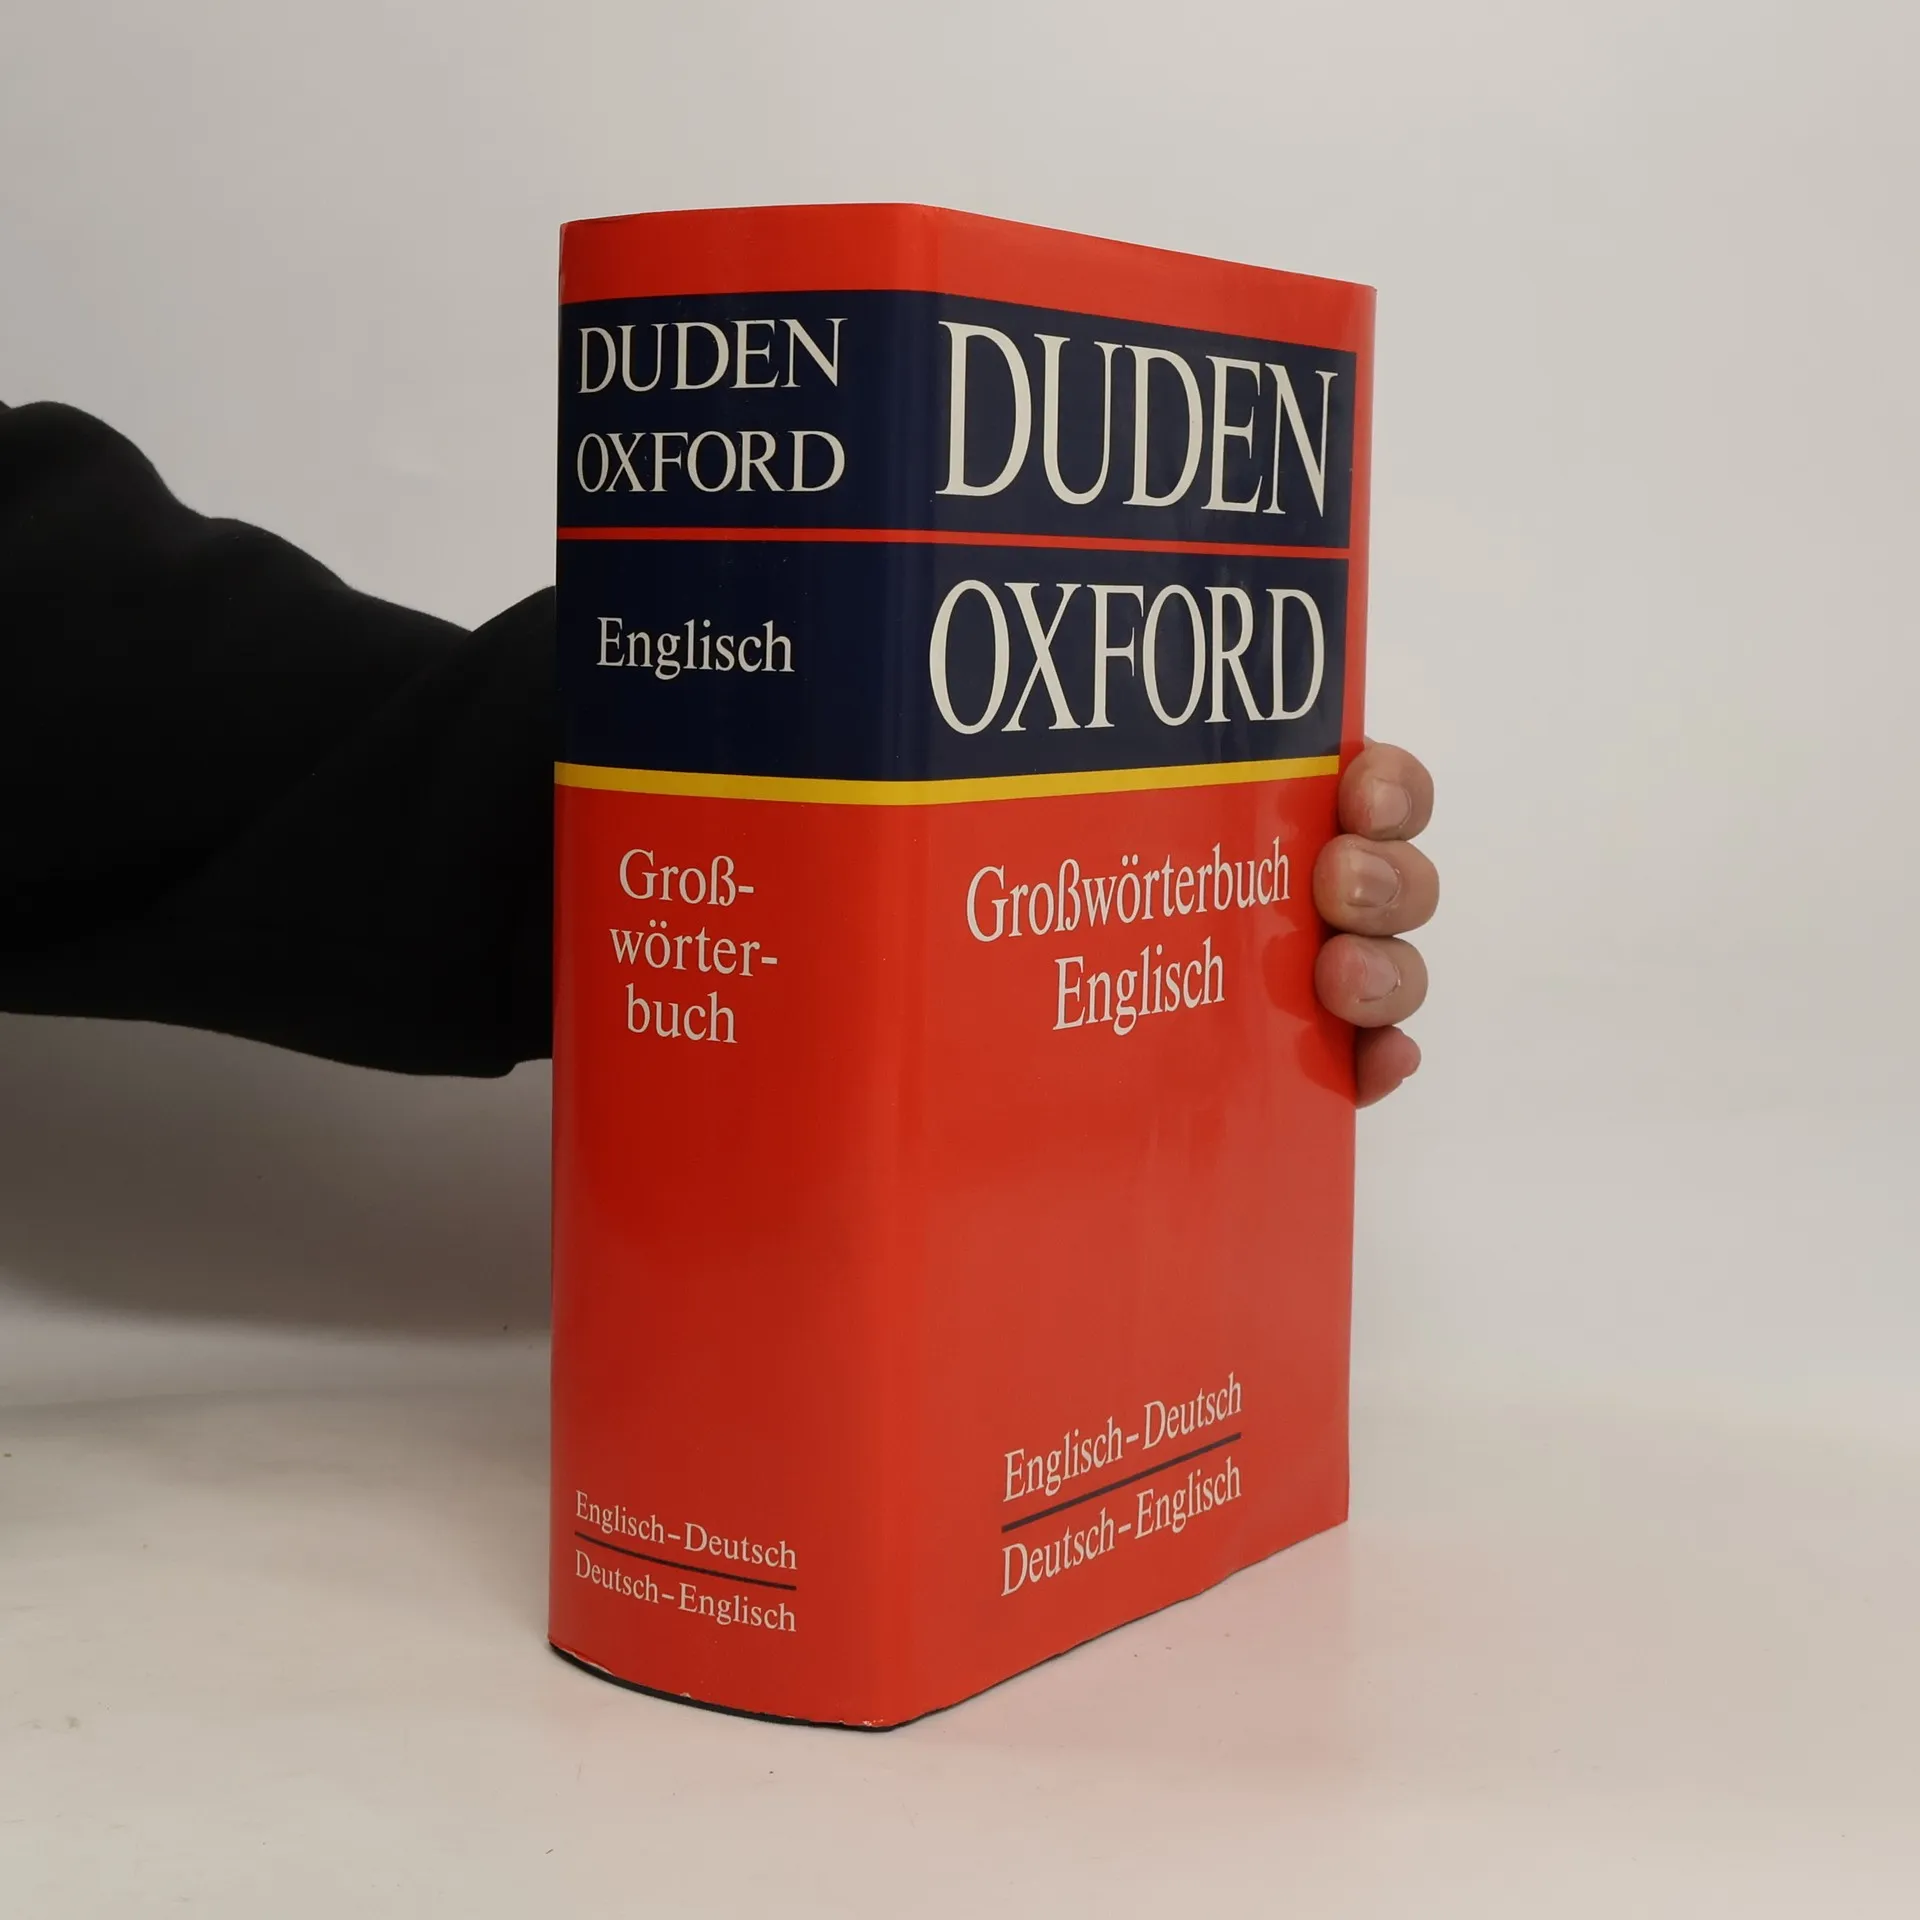 DUDEN
OXFORD
Englisch
Groß-
wörter-
buch
Englisch–Deutsch
Deutsch–Englisch
DUDEN
OXFORD
Großwörterbuch
Englisch
Englisch–Deutsch
Deutsch–Englisch